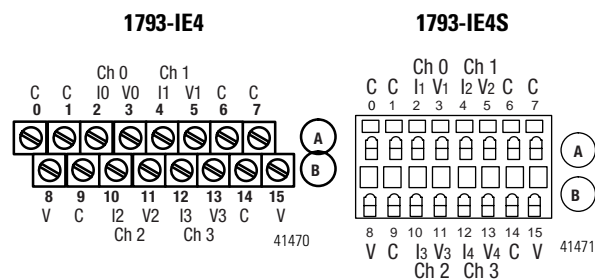 1793-IE4
Ch 0 Ch 1
C C I0 V0 I1 V1 C C
0 1 2 3 4 5 6 7
A
B
8 9 10 11 12 13 14 15
V C I2 V2 I3 V3 C V
Ch 2 Ch 3
41470
1793-IE4S
Ch 0 Ch 1
C C I1 V1 I2 V2 C C
0 1 2 3 4 5 6 7
A
B
8 9 10 11 12 13 14 15
V C I3 V3 I4 V4 C V
Ch 2 Ch 3
41471